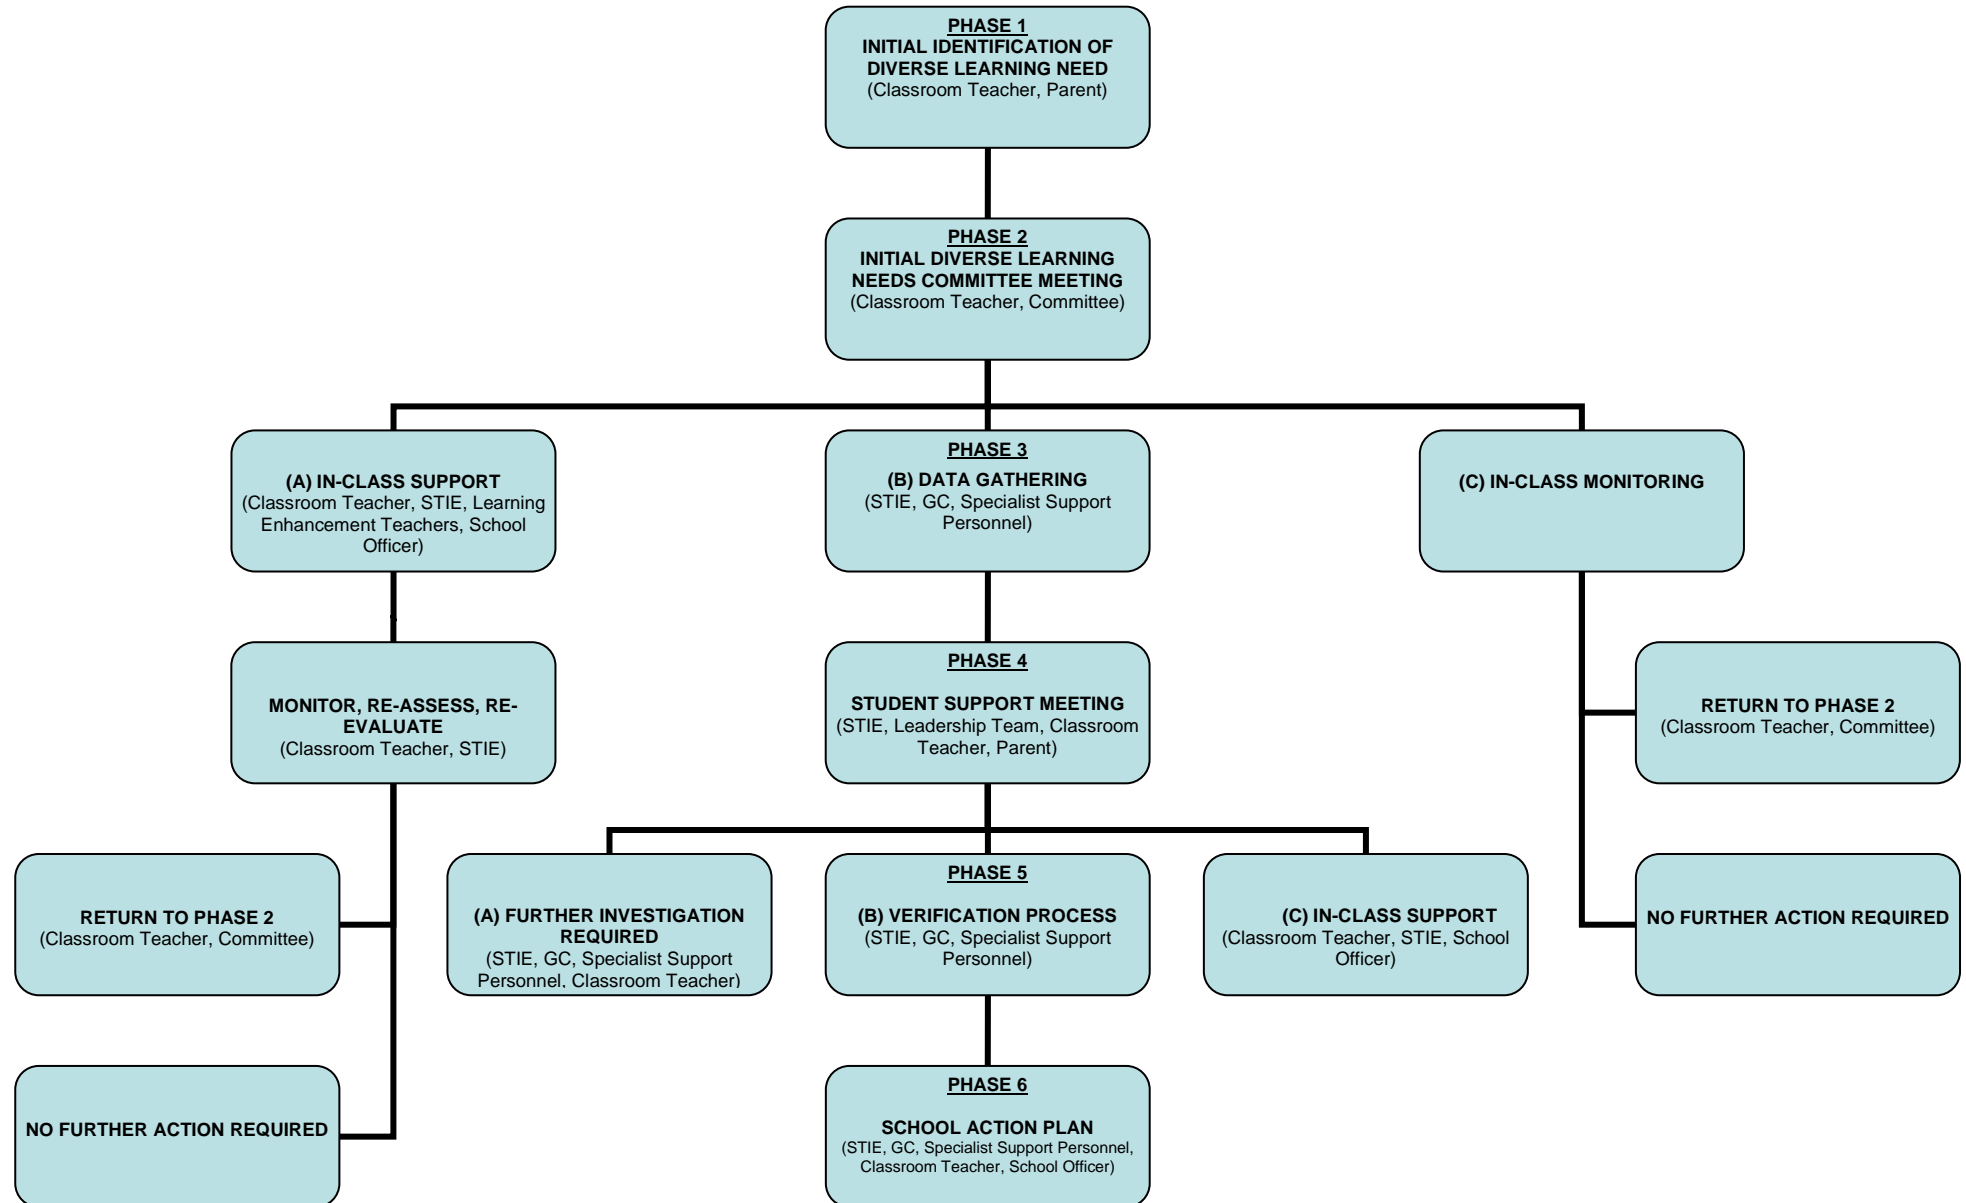 PHASE 1
INITIAL IDENTIFICATION OF
DIVERSE LEARNING NEED
(Classroom Teacher, Parent)
PHASE 2
INITIAL DIVERSE LEARNING
NEEDS COMMITTEE MEETING
(Classroom Teacher, Committee)
(A) IN-CLASS SUPPORT
(Classroom Teacher, STIE, Learning
Enhancement Teachers, School
Officer)
PHASE 3
(B) DATA GATHERING
(STIE, GC, Specialist Support
Personnel)
(C) IN-CLASS MONITORING
MONITOR, RE-ASSESS, RE-
EVALUATE
(Classroom Teacher, STIE)
PHASE 4
STUDENT SUPPORT MEETING
(STIE, Leadership Team, Classroom
Teacher, Parent)
RETURN TO PHASE 2
(Classroom Teacher, Committee)
RETURN TO PHASE 2
(Classroom Teacher, Committee)
(A) FURTHER INVESTIGATION
REQUIRED
(STIE, GC, Specialist Support
Personnel, Classroom Teacher)
PHASE 5
(B) VERIFICATION PROCESS
(STIE, GC, Specialist Support
Personnel)
(C) IN-CLASS SUPPORT
(Classroom Teacher, STIE, School
Officer)
NO FURTHER ACTION REQUIRED
NO FURTHER ACTION REQUIRED
PHASE 6
SCHOOL ACTION PLAN
(STIE, GC, Specialist Support Personnel,
Classroom Teacher, School Officer)